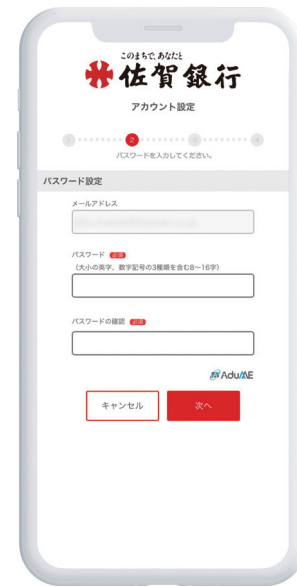 このまちで、あなたと
佐賀銀行
アカウント設定
1 2 3 4
パスワードを入力してください。
パスワード設定
メールアドレス
パスワード 必須
(大小の英字、数字記号の3種類を含む8〜16字)
パスワードの確認 必須
AduME
キャンセル 次へ